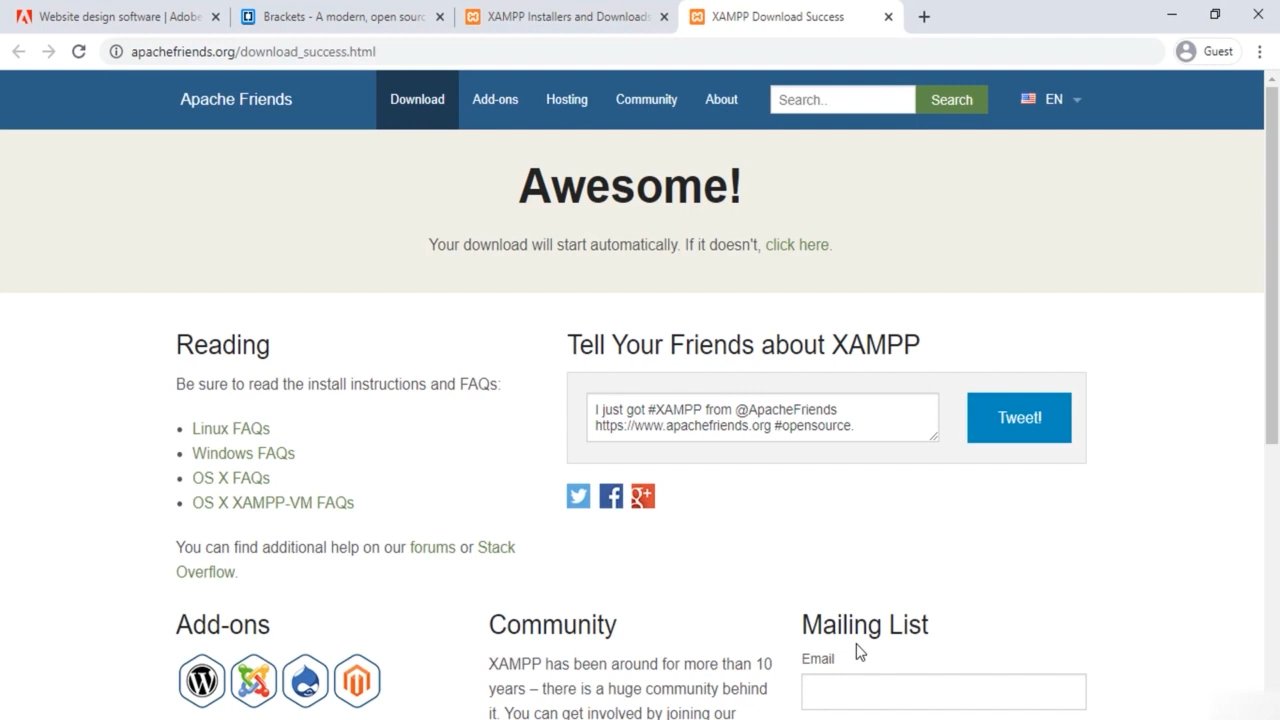 Website design software | Adobe
Brackets - A modern, open sourc
XAMPP Installers and Downloads
XAMPP Download Success
apachefriends.org/download_success.html
Guest
Apache Friends
Download
Add-ons
Hosting
Community
About
Search..
Search
EN
Awesome!
Your download will start automatically. If it doesn't, click here.
Reading
Be sure to read the install instructions and FAQs:
Linux FAQs
Windows FAQs
OS X FAQs
OS X XAMPP-VM FAQs
You can find additional help on our forums or Stack
Overflow.
Tell Your Friends about XAMPP
I just got #XAMPP from @ApacheFriends
https://www.apachefriends.org #opensource.
Tweet!
Add-ons
Community
XAMPP has been around for more than 10
years – there is a huge community behind
it. You can get involved by joining our
Mailing List
Email